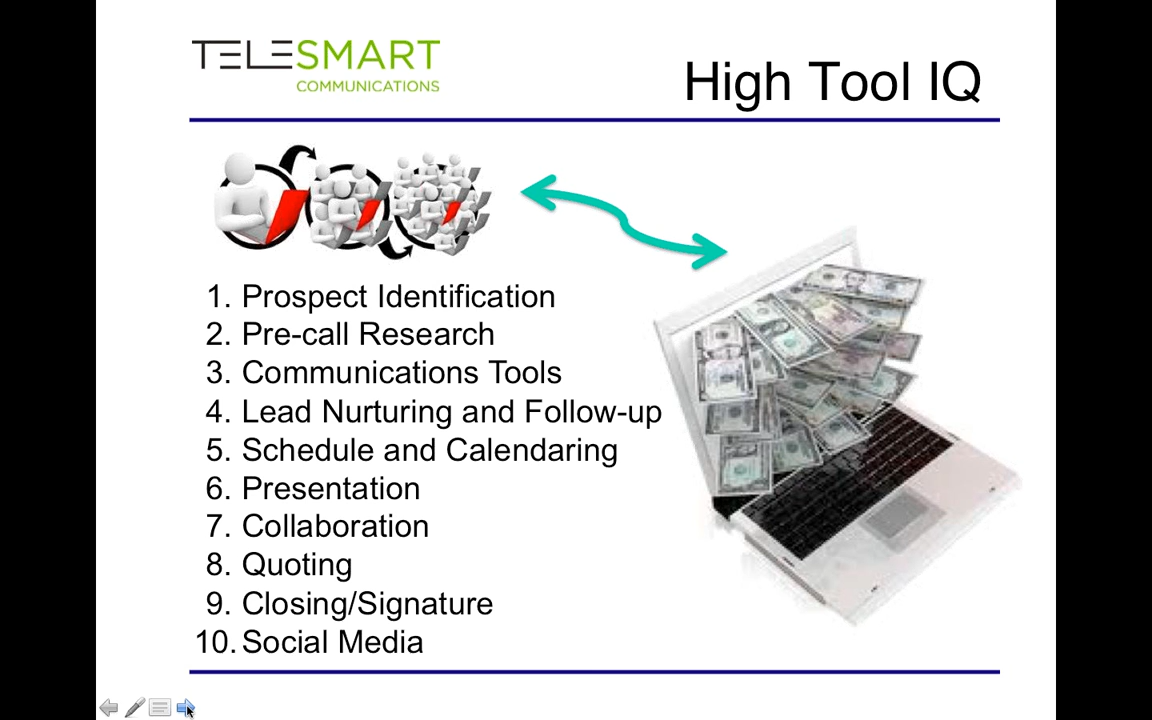 TELESMART
COMMUNICATIONS
High Tool IQ
1. Prospect Identification
2. Pre-call Research
3. Communications Tools
4. Lead Nurturing and Follow-up
5. Schedule and Calendaring
6. Presentation
7. Collaboration
8. Quoting
9. Closing/Signature
10. Social Media